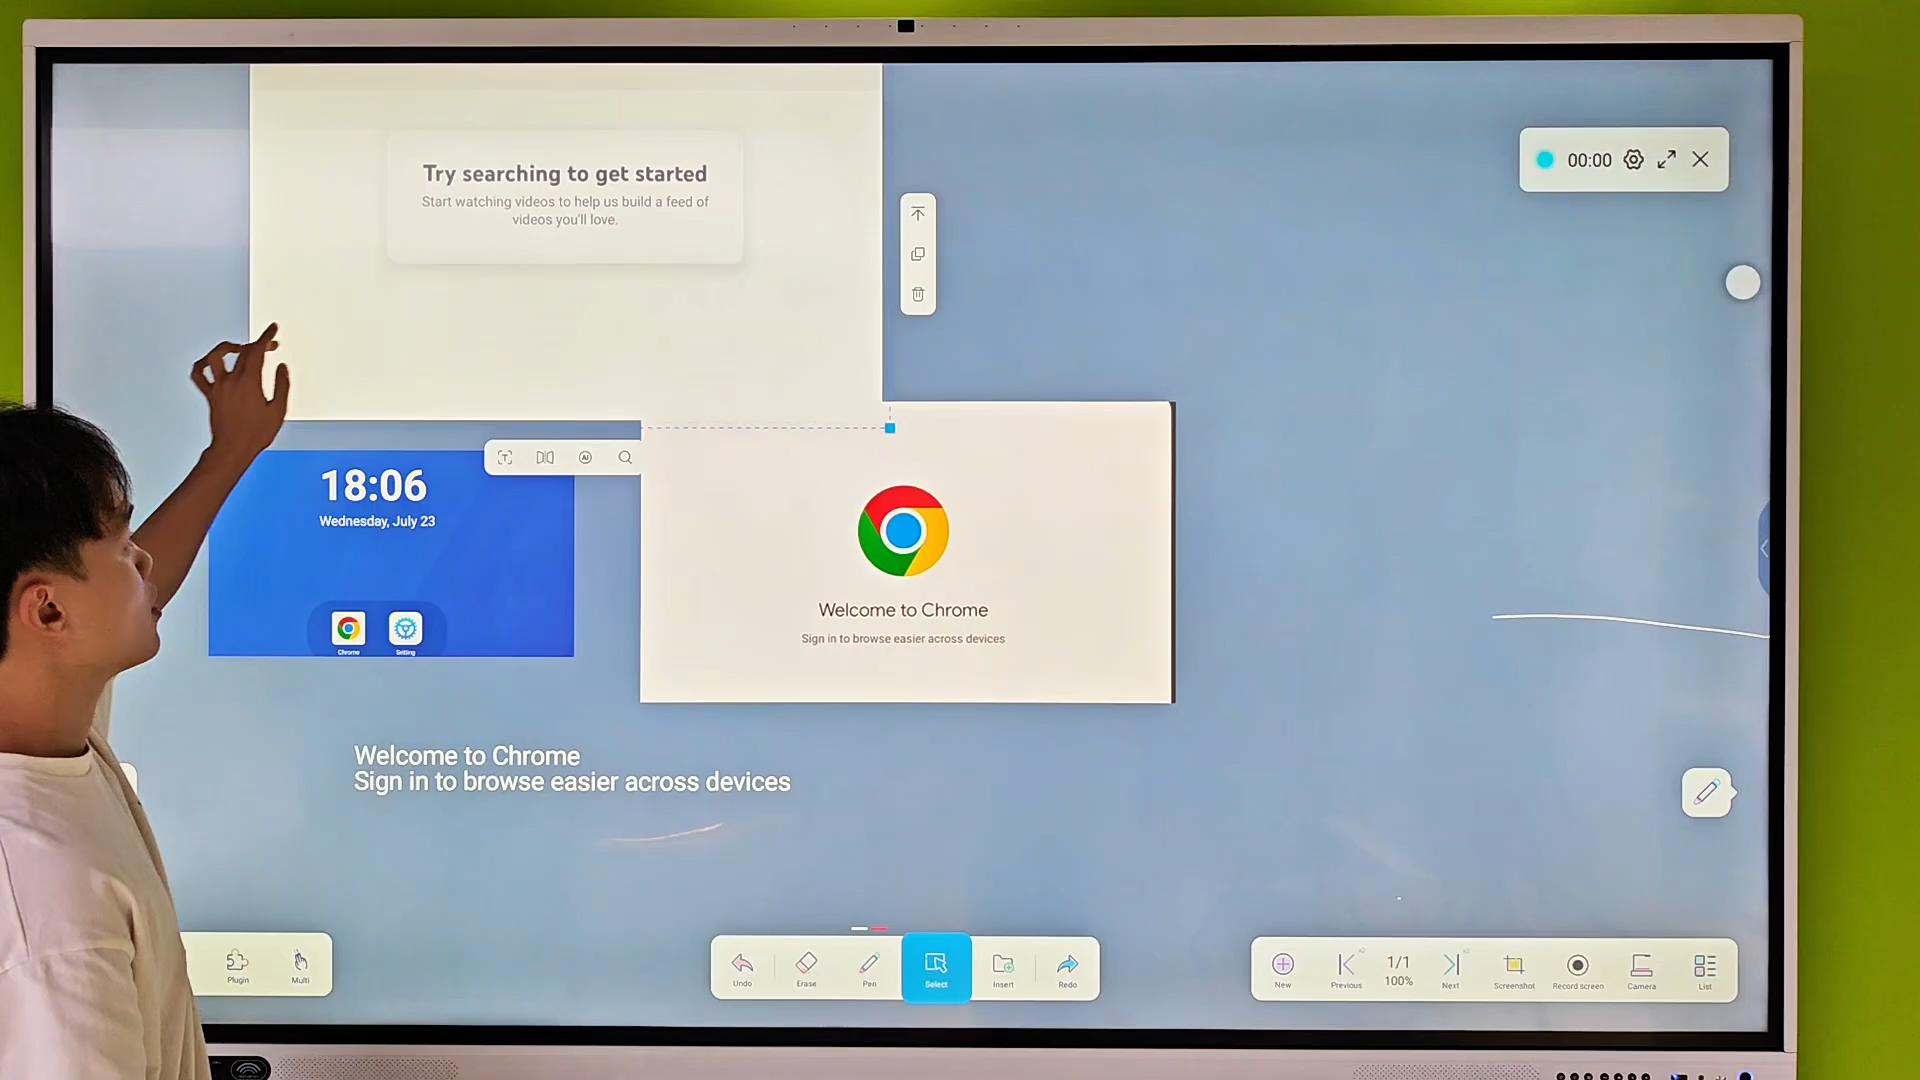 Try searching to get started
Start watching videos to help us build a feed of
videos you'll love.
00:00
18:06
Wednesday, July 23
Chrome
Setting
AI
Welcome to Chrome
Sign in to browse easier across devices
Welcome to Chrome
Sign in to browse easier across devices
Plugin
Multi
Undo
Erase
Pen
Select
Insert
Redo
New
Previous
1/1
100%
Next
Screenshot
Record screen
Camera
List